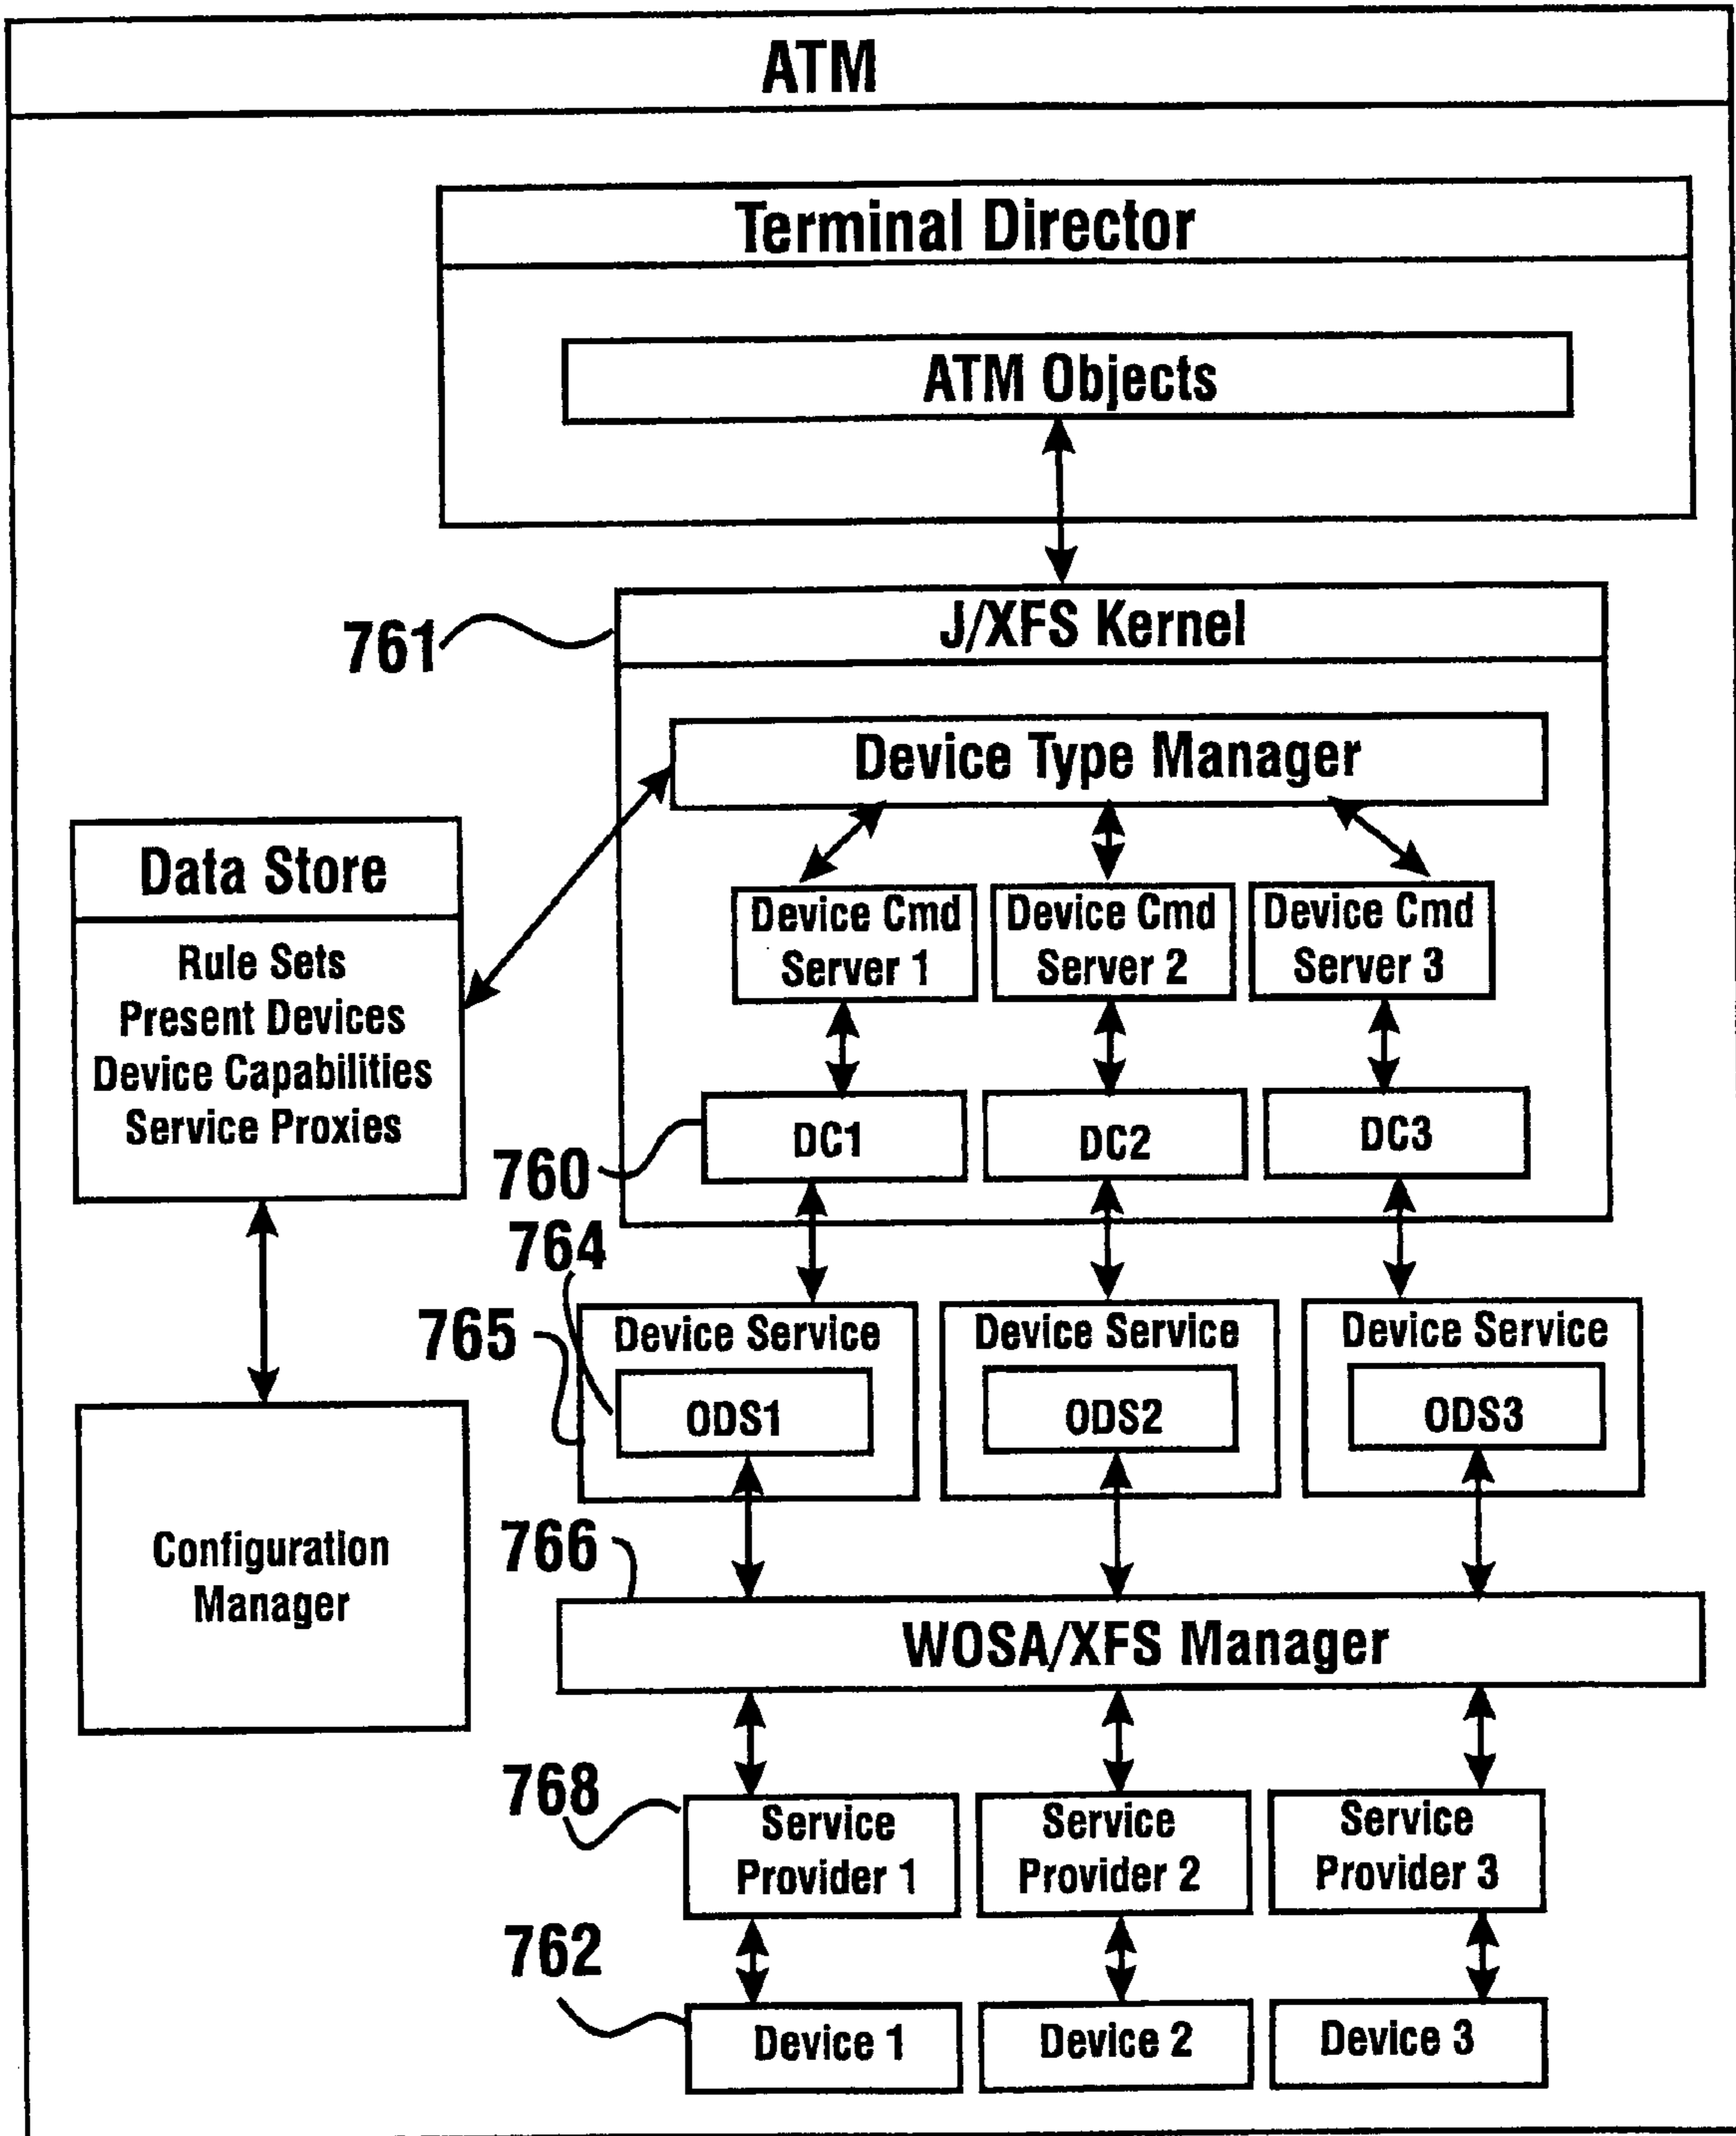 ATM
Terminal Director
ATM Objects
761
J/XFS Kernel
Device Type Manager
Data Store
Rule Sets
Present Devices
Device Capabilities
Service Proxies
Device Cmd
Server 1
Device Cmd
Server 2
Device Cmd
Server 3
760
DC1
DC2
DC3
764
765
Device Service
ODS1
Device Service
ODS2
Device Service
ODS3
Configuration
Manager
766
WOSA/XFS Manager
768
Service
Provider 1
Service
Provider 2
Service
Provider 3
762
Device 1
Device 2
Device 3